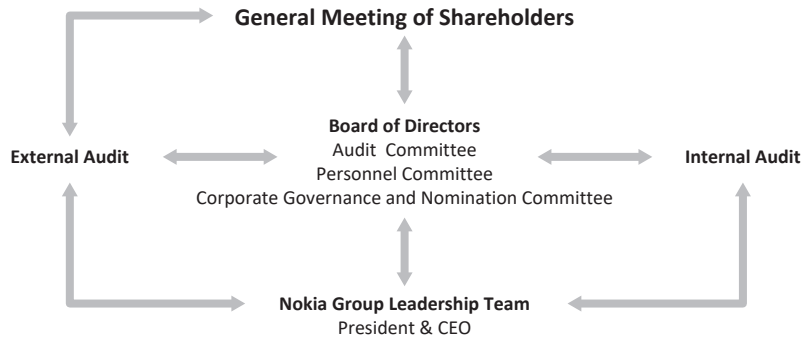 General Meeting of Shareholders
Board of Directors
Audit Committee
Personnel Committee
Corporate Governance and Nomination Committee
External Audit
Internal Audit
Nokia Group Leadership Team
President & CEO